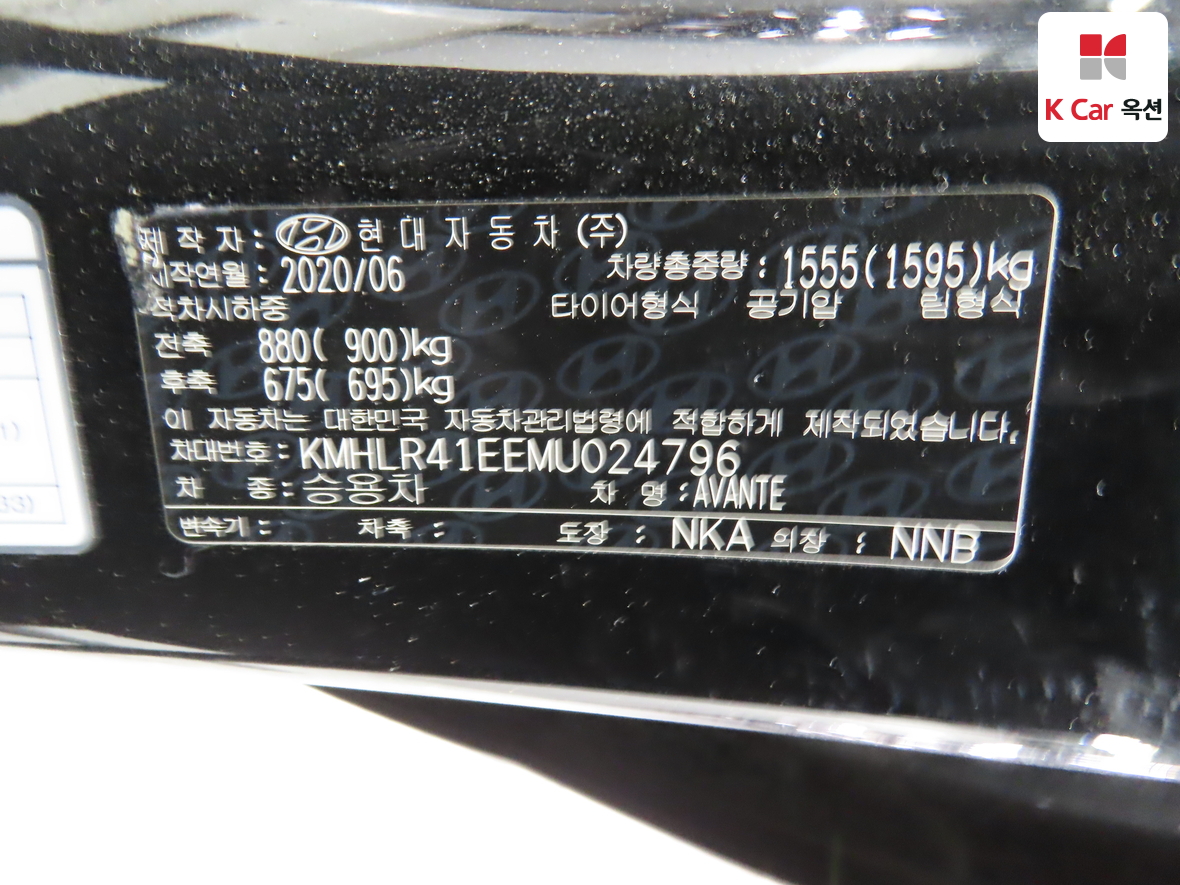 K Car 옥션
제 작 자 : 현 대 자 동 차 (주)
제작연월 : 2020/06 차량총중량 : 1555(1595)kg
적차시하중 타이어형식 공기압 림형식
전축 880( 900)kg
후축 675( 695)kg
이 자동차는 대한민국 자동차관리법령에 적합하게 제작되었습니다.
차대번호 : KMHLR41EEMU024796
차 종 : 승용차 차 명 : AVANTE
변속기 : 차축 : 도장 : NKA 의장 : NNB
1)
33)